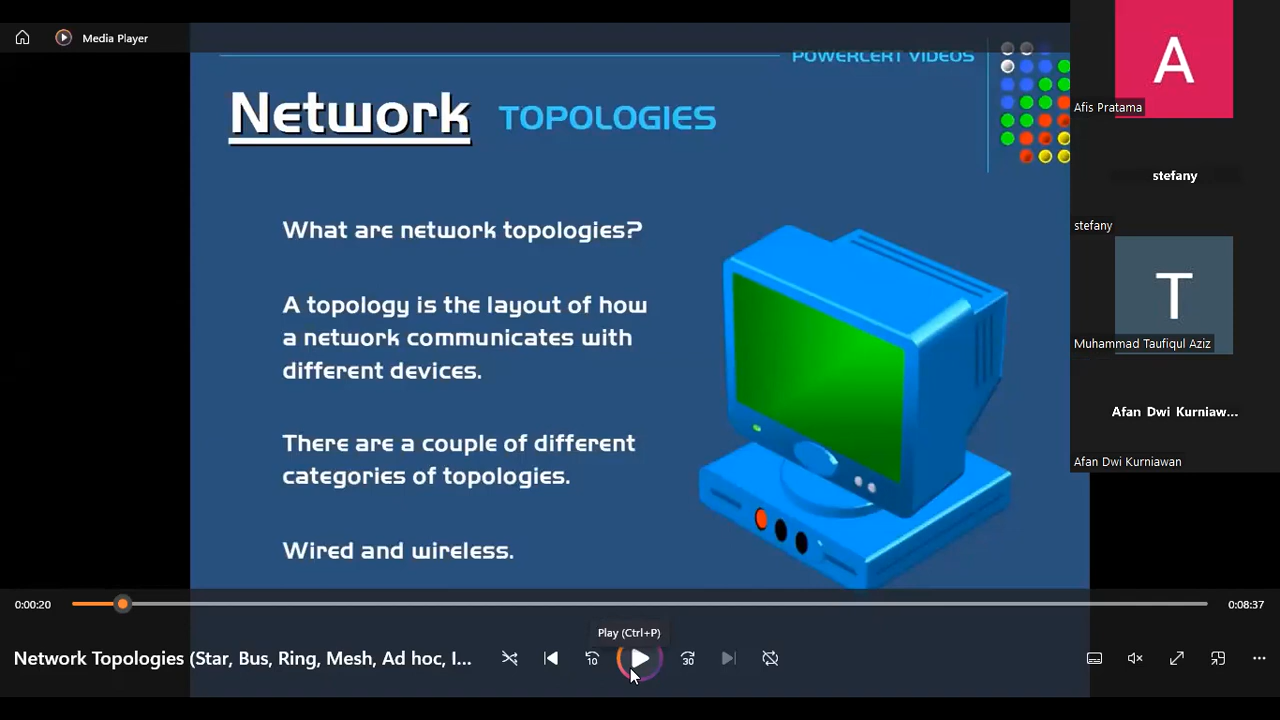 Media Player
POWERCERT VIDEOS
Network TOPOLOGIES
What are network topologies?
A topology is the layout of how
a network communicates with
different devices.
There are a couple of different
categories of topologies.
Wired and wireless.
A
Afis Pratama
stefany
stefany
T
Muhammad Taufiqul Aziz
Afan Dwi Kurniaw...
Afan Dwi Kurniawan
0:00:20
0:08:37
Play (Ctrl+P)
Network Topologies (Star, Bus, Ring, Mesh, Ad hoc, I...
10
30